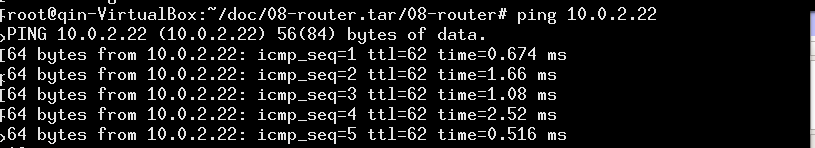 root@qin-VirtualBox:~/doc/08-router.tar/08-router# ping 10.0.2.22
PING 10.0.2.22 (10.0.2.22) 56(84) bytes of data.
64 bytes from 10.0.2.22: icmp_seq=1 ttl=62 time=0.674 ms
64 bytes from 10.0.2.22: icmp_seq=2 ttl=62 time=1.66 ms
64 bytes from 10.0.2.22: icmp_seq=3 ttl=62 time=1.08 ms
64 bytes from 10.0.2.22: icmp_seq=4 ttl=62 time=2.52 ms
64 bytes from 10.0.2.22: icmp_seq=5 ttl=62 time=0.516 ms